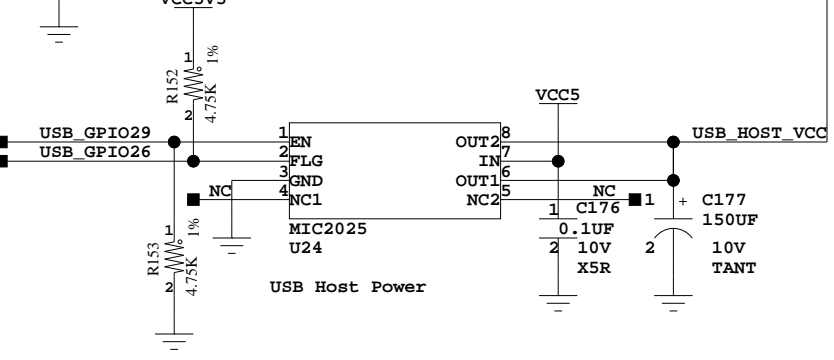 VCC3V3
1
1%
R152
4.75K
2
VCC5
USB_GPIO29
1
EN
OUT2
8
USB_HOST_VCC
USB_GPIO26
2
FLG
IN
7
3
GND
OUT1
6
NC
4
NC1
NC2
5
NC
1
MIC2025
U24
1
C176
0.1UF
2
10V
X5R
+
C177
150UF
2
10V
TANT
1
1%
R153
4.75K
2
USB Host Power